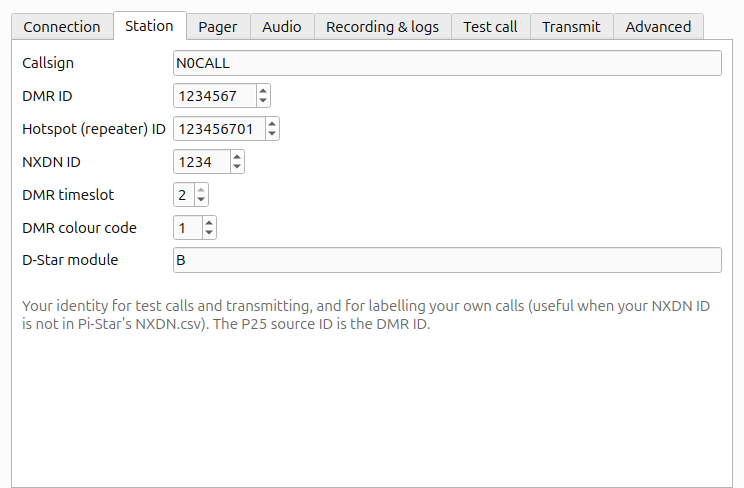 Connection Station Pager Audio Recording & logs Test call Transmit Advanced
Callsign N0CALL
DMR ID 1234567
Hotspot (repeater) ID 123456701
NXDN ID 1234
DMR timeslot 2
DMR colour code 1
D-Star module B
Your identity for test calls and transmitting, and for labelling your own calls (useful when your NXDN ID
is not in Pi-Star's NXDN.csv). The P25 source ID is the DMR ID.